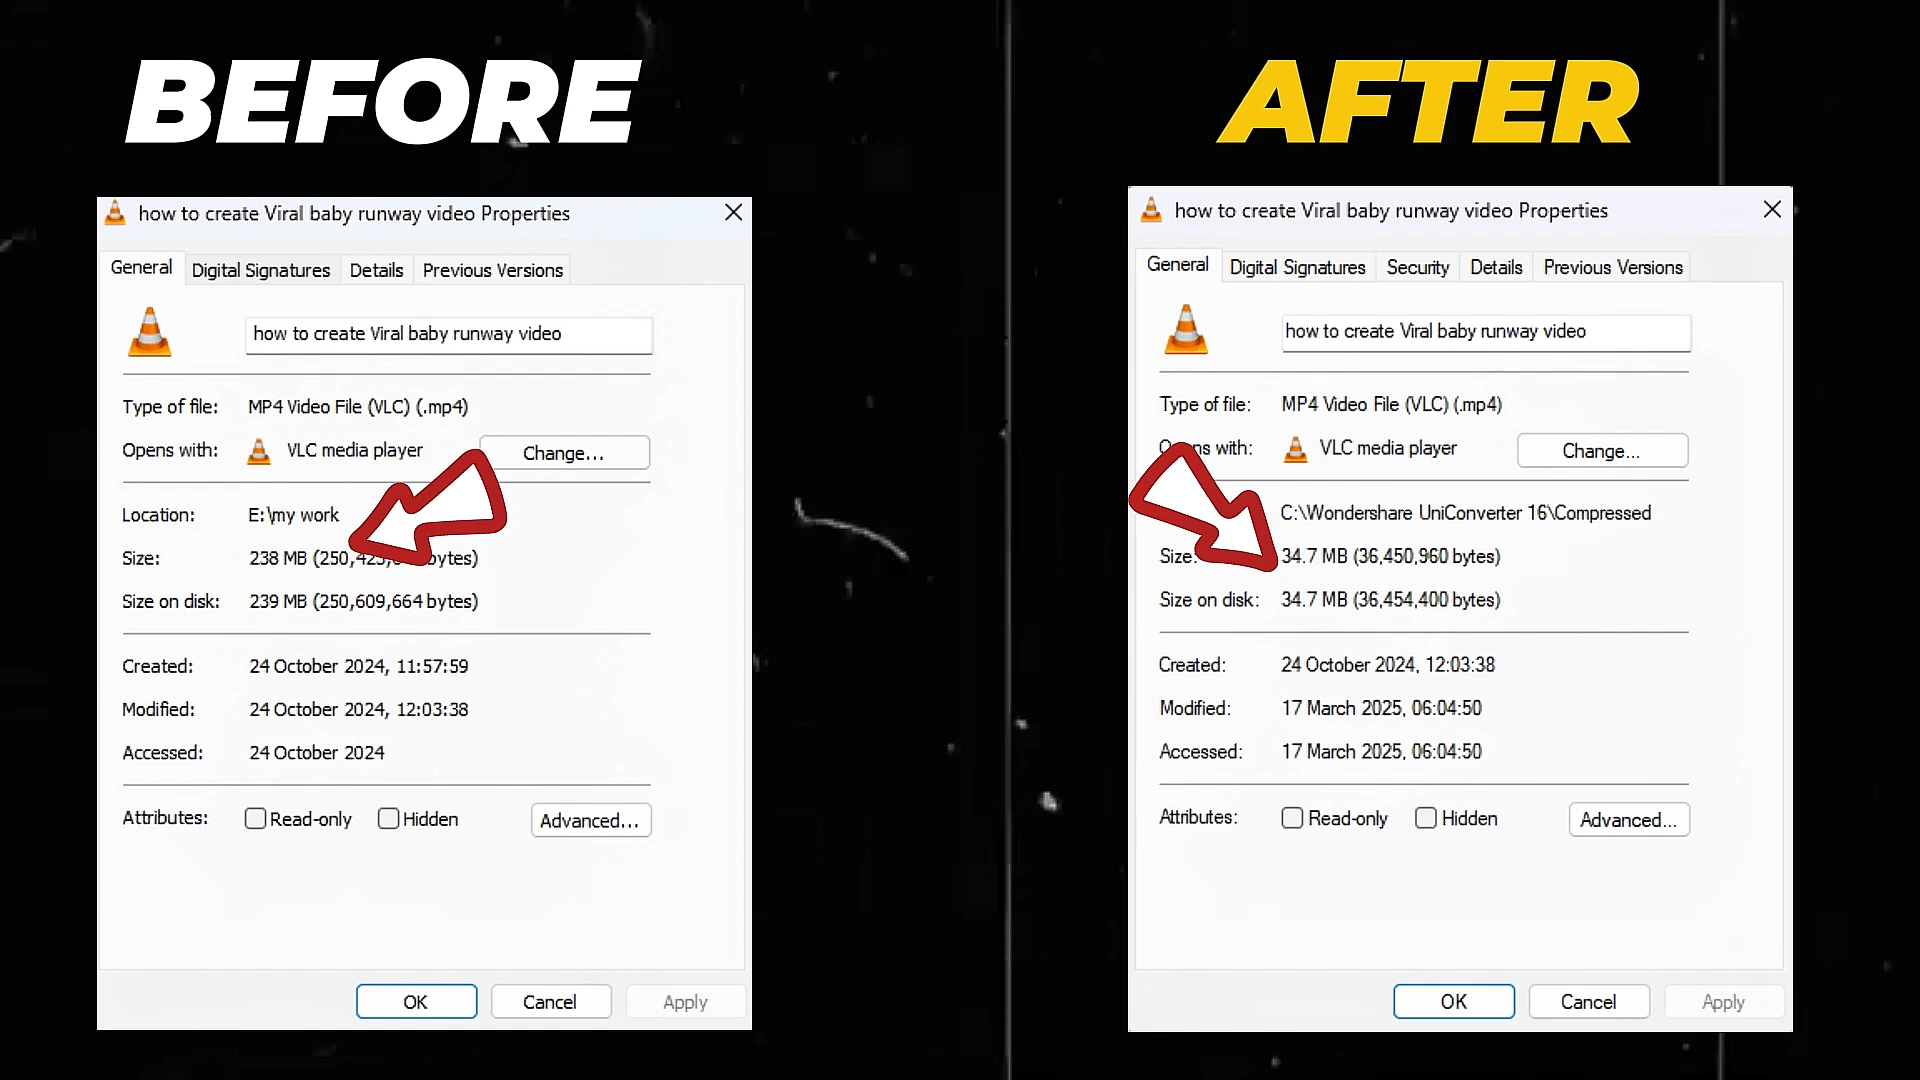 BEFORE
how to create Viral baby runway video Properties
General Digital Signatures Details Previous Versions
how to create Viral baby runway video
Type of file: MP4 Video File (VLC) (.mp4)
Opens with: VLC media player Change...
Location: E:\my work
Size: 238 MB ytes)
Size on disk: 239 MB (250,609,664 bytes)
Created: 24 October 2024, 11:57:59
Modified: 24 October 2024, 12:03:38
Accessed: 24 October 2024
Attributes: Read-only Hidden Advanced...
OK Cancel Apply
AFTER
how to create Viral baby runway video Properties
General Digital Signatures Security Details Previous Versions
how to create Viral baby runway video
Type of file: MP4 Video File (VLC) (.mp4)
with: VLC media player Change...
C:\Wondershare UniConverter 16\Compressed
Size: 34.7 MB (36,450,960 bytes)
Size on disk: 34.7 MB (36,454,400 bytes)
Created: 24 October 2024, 12:03:38
Modified: 17 March 2025, 06:04:50
Accessed: 17 March 2025, 06:04:50
Attributes: Read-only Hidden Advanced...
OK Cancel Apply